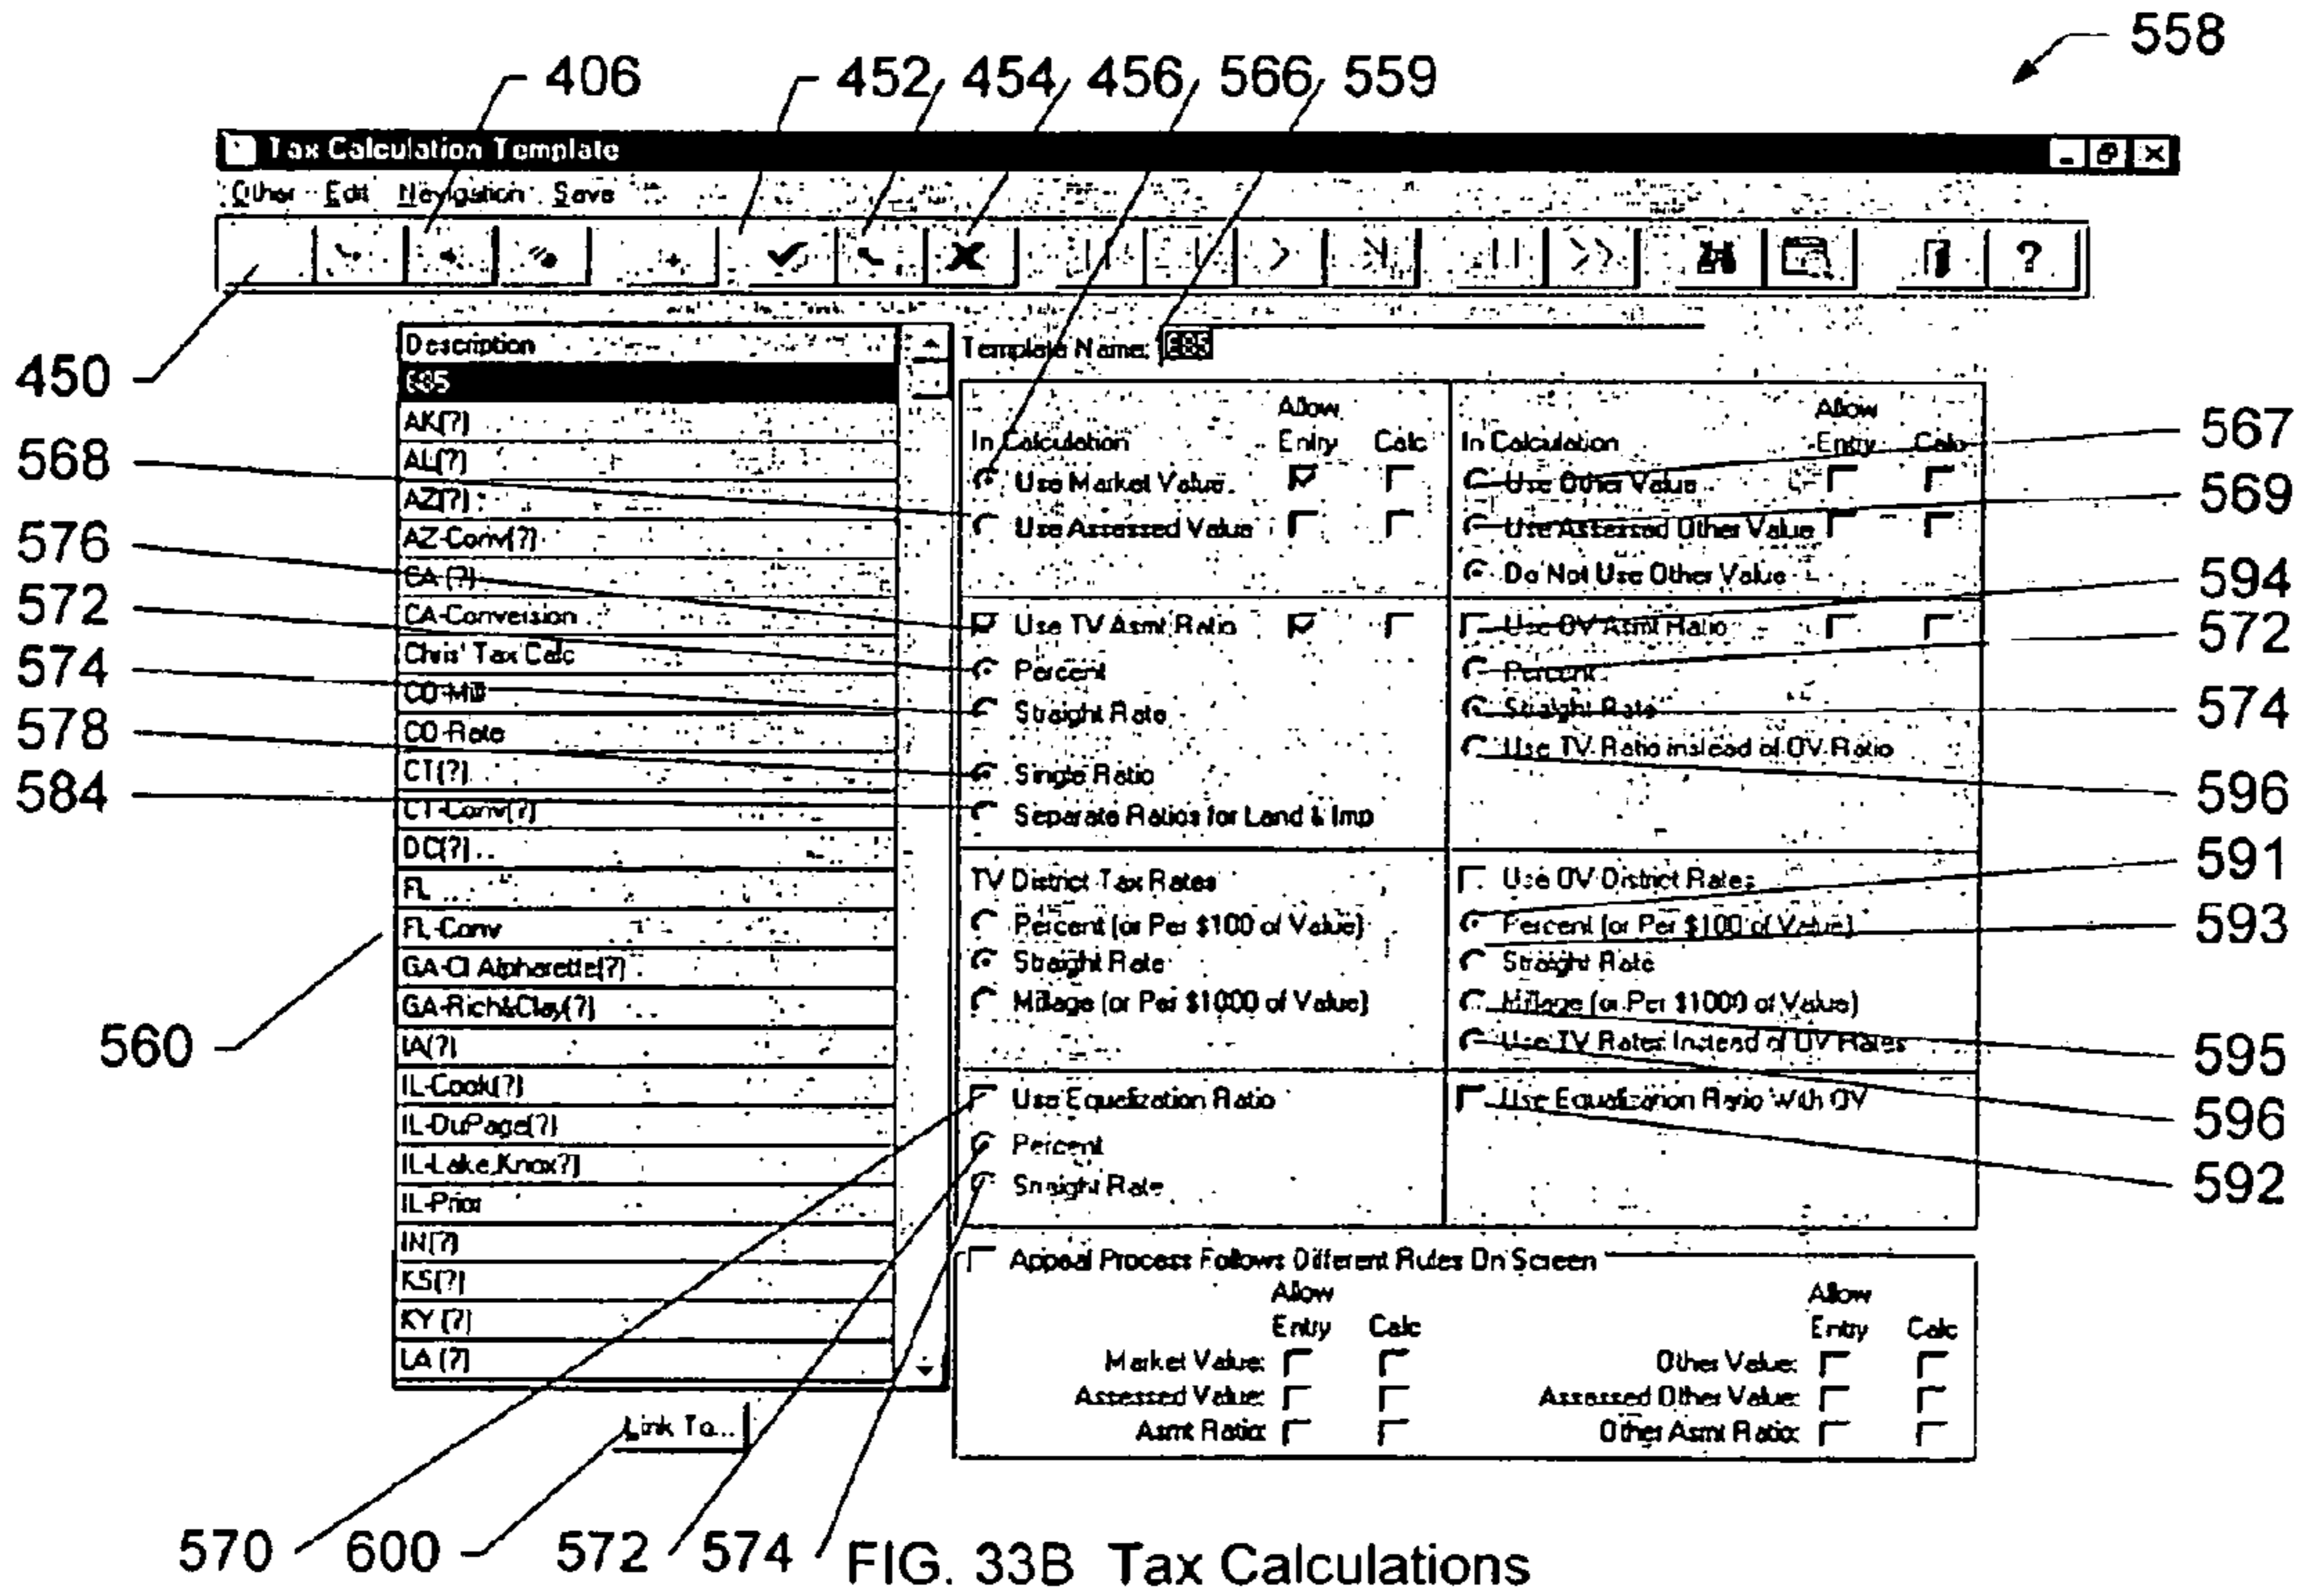 558
406 452 454 456 566 559
Tax Calculation Template
Other Edit Navigation Save
?
450
568
576
572
574
578
584
560
Description
AK(?)
AL(?)
AZ(?)
AZ-Conv(?)
CA (?)
CA-Conversion
Chris' Tax Calc
CO-Mill
CO-Rate
CT(?)
CT-Conv(?)
DC(?)
FL
FL-Conv
GA-Cl Alpharette(?)
GA-Rich&Clay(?)
IA(?)
IL-Cook(?)
IL-DuPage(?)
IL-Lake,Knox?)
IL-Prior
IN(?)
KS(?)
KY (?)
LA (?)
Link To...
Template Name:
Allow
In Calculation Entry Calc
Use Market Value
Use Assessed Value
Use TV Asmt Ratio
Percent
Straight Rate
Single Ratio
Separate Ratios for Land & Imp
TV District Tax Rates
Percent (or Per $100 of Value)
Straight Rate
Millage (or Per $1000 of Value)
Use Equalization Ratio
Percent
Straight Rate
Allow
In Calculation Entry Calc
Use Other Value
Use Assessed Other Value
Do Not Use Other Value
Use OV Asmt Ratio
Percent
Straight Rate
Use TV Ratio instead of OV Ratio
Use OV District Rates
Percent (or Per $100 of Value)
Straight Rate
Millage (or Per $1000 of Value)
Use TV Rates Instead of OV Rates
Use Equalization Ratio With OV
Appeal Process Follows Different Rules On Screen
Allow Allow
Entry Calc Entry Calc
Market Value: Other Value:
Assessed Value: Assessed Other Value:
Asmt Ratio: Other Asmt Ratio:
567
569
594
572
574
596
591
593
595
596
592
570 600 572 574
FIG. 33B Tax Calculations